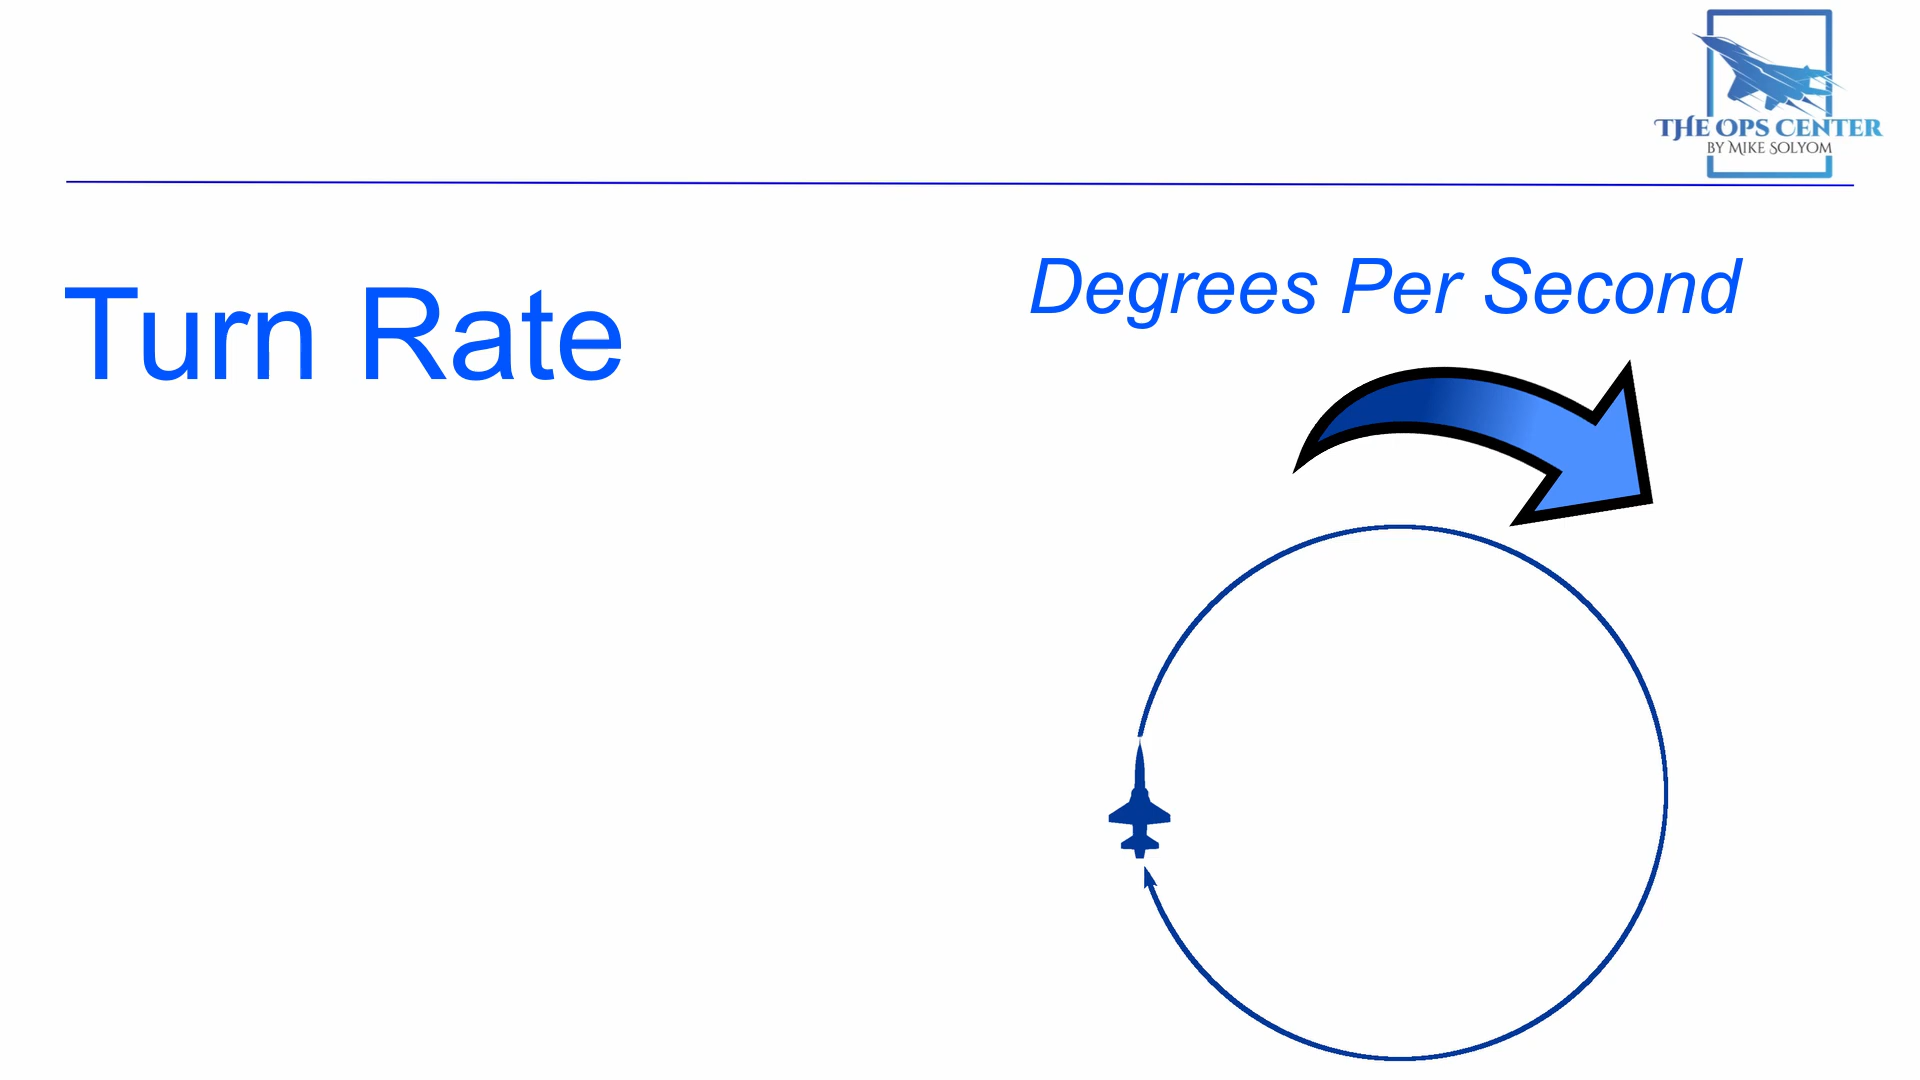 THE OPS CENTER
BY MIKE SOLYOM
Degrees Per Second
Turn Rate